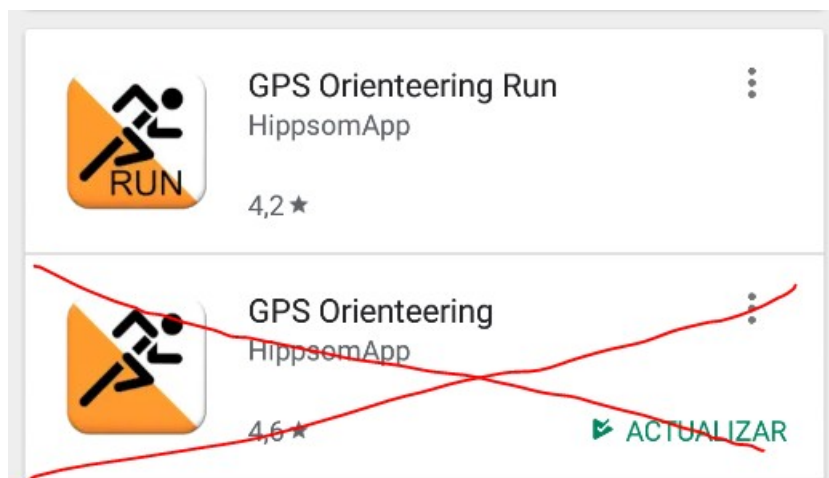 GPS Orienteering Run
HippsomApp
RUN
4,2★
GPS Orienteering
HippsomApp
4,6★
ACTUALIZAR